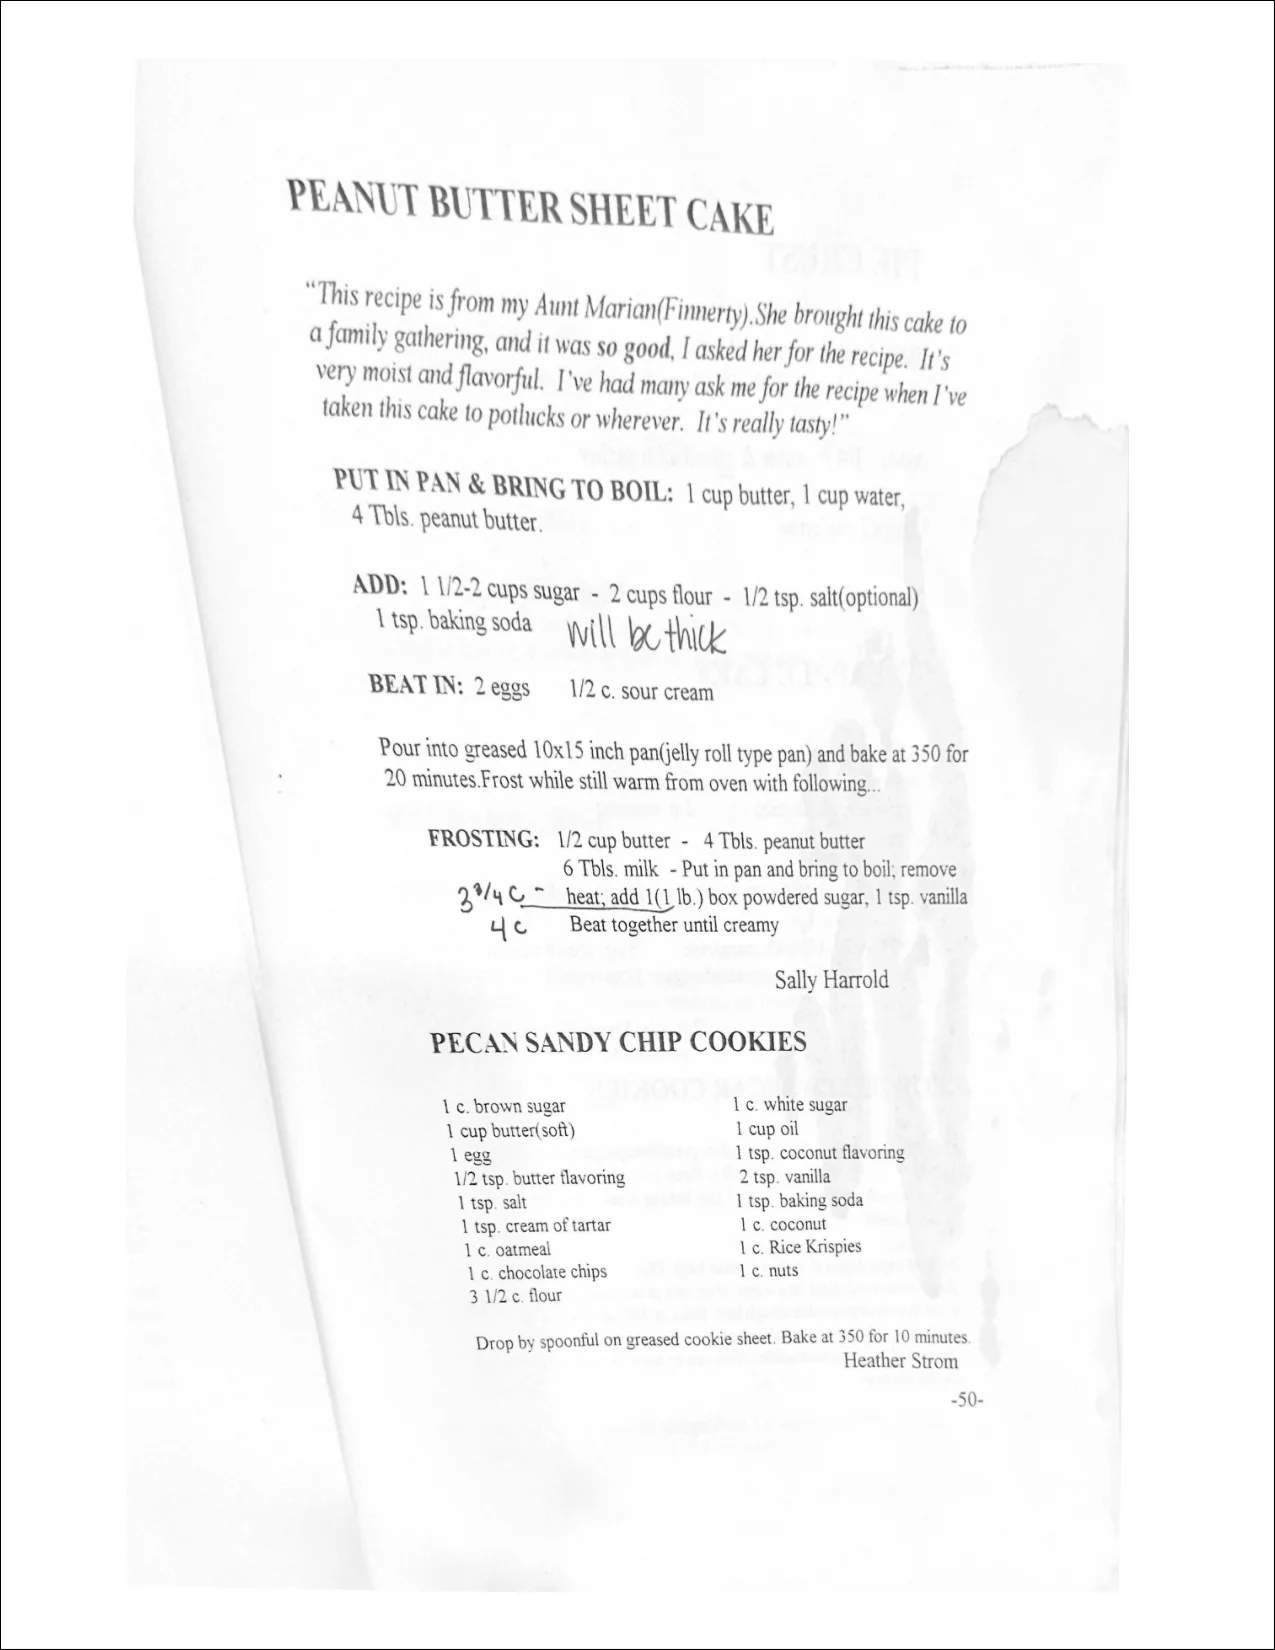 PEANUT BUTTER SHEET CAKE
"This recipe is from my Aunt Marian(Finnerty).She brought this cake to
a family gathering, and it was so good, I asked her for the recipe. It's
very moist and flavorful. I've had many ask me for the recipe when I've
taken this cake to potlucks or wherever. It's really tasty!"
PUT IN PAN & BRING TO BOIL: 1 cup butter, 1 cup water,
4 Tbls. peanut butter.
ADD: 1 1/2-2 cups sugar - 2 cups flour - 1/2 tsp. salt(optional)
1 tsp. baking soda will be thick
BEAT IN: 2 eggs 1/2 c. sour cream
Pour into greased 10x15 inch pan(jelly roll type pan) and bake at 350 for
20 minutes.Frost while still warm from oven with following...
FROSTING: 1/2 cup butter - 4 Tbls. peanut butter
6 Tbls. milk - Put in pan and bring to boil; remove
3 3/4 C - heat; add 1(1 lb.) box powdered sugar, 1 tsp. vanilla
4 c Beat together until creamy
Sally Harrold
PECAN SANDY CHIP COOKIES
1 c. brown sugar 1 c. white sugar
1 cup butter(soft) 1 cup oil
1 egg 1 tsp. coconut flavoring
1/2 tsp. butter flavoring 2 tsp. vanilla
1 tsp. salt 1 tsp. baking soda
1 tsp. cream of tartar 1 c. coconut
1 c. oatmeal 1 c. Rice Krispies
1 c. chocolate chips 1 c. nuts
3 1/2 c. flour
Drop by spoonful on greased cookie sheet. Bake at 350 for 10 minutes.
Heather Strom
-50-